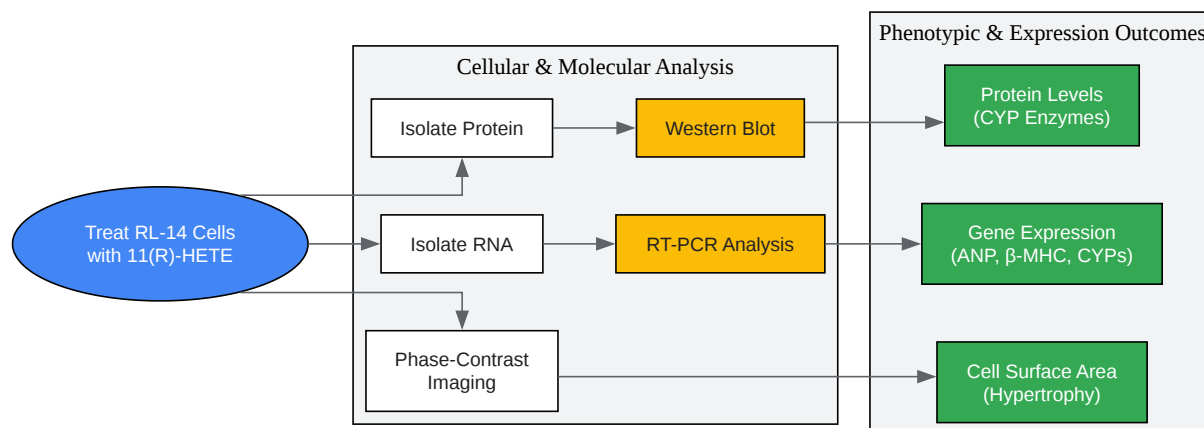 Phenotypic & Expression Outcomes
Cellular & Molecular Analysis
Protein Levels
(CYP Enzymes)
Isolate Protein
Western Blot
Treat RL-14 Cells
with 11(R)-HETE
Isolate RNA
RT-PCR Analysis
Gene Expression
(ANP, β-MHC, CYPs)
Phase-Contrast
Imaging
Cell Surface Area
(Hypertrophy)